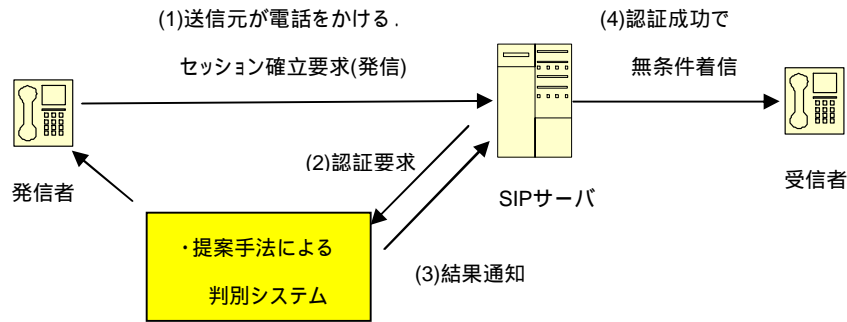 (1)送信元が電話をかける.
セッション確立要求(発信)
(4)認証成功で
無条件着信
(2)認証要求
発信者
SIPサーバ
受信者
・提案手法による
判別システム
(3)結果通知